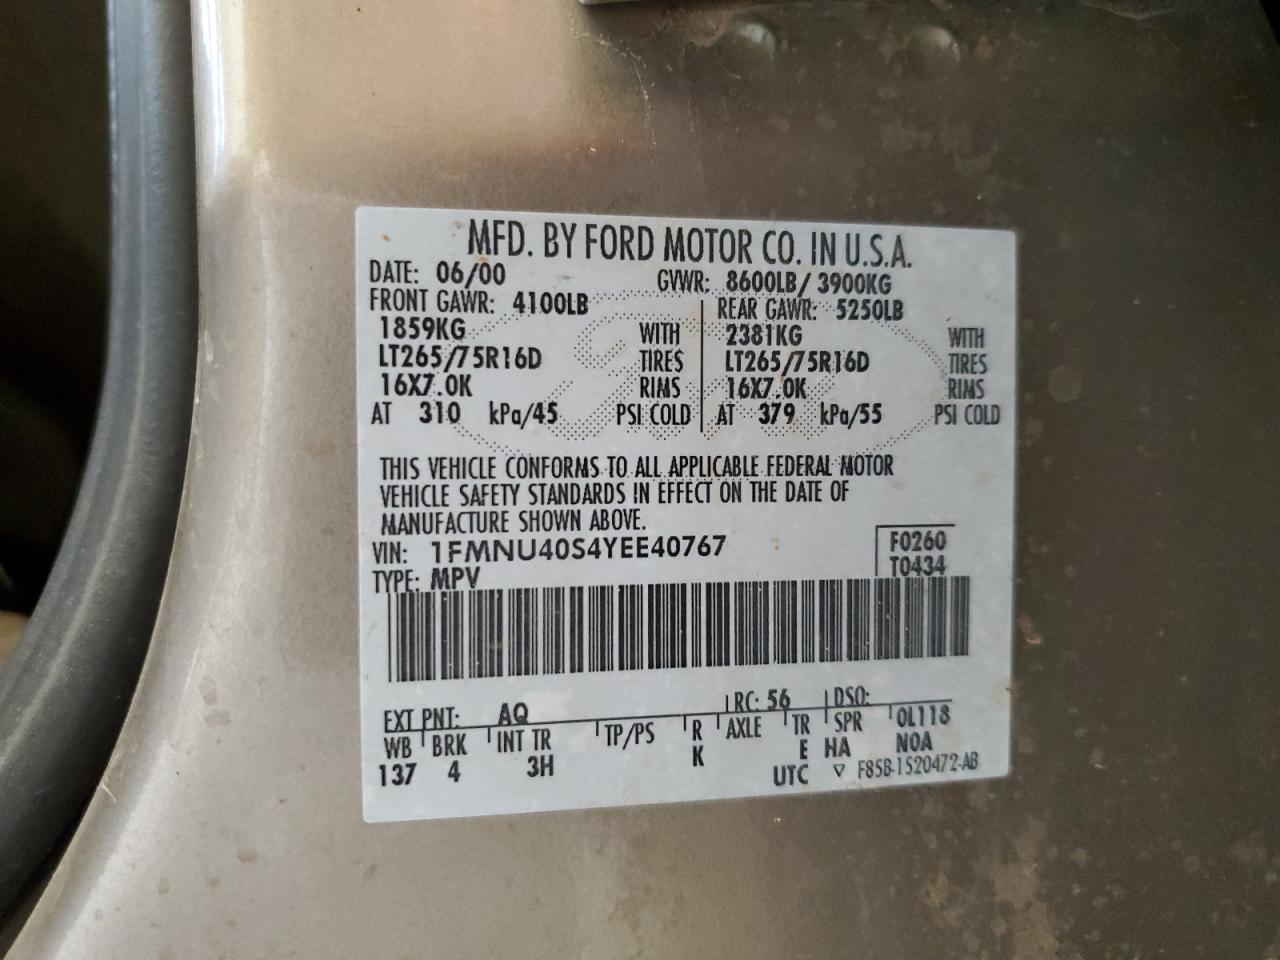 MFD. BY FORD MOTOR CO. IN U.S.A.
DATE: 06/00 GVWR: 8600LB/ 3900KG
FRONT GAWR: 4100LB REAR GAWR: 5250LB
1859KG WITH 2381KG WITH
LT265/75R16D TIRES LT265/75R16D TIRES
16X7.0K RIMS 16X7.0K RIMS
AT 310 kPa/45 PSI COLD AT 379 kPa/55 PSI COLD
THIS VEHICLE CONFORMS TO ALL APPLICABLE FEDERAL MOTOR
VEHICLE SAFETY STANDARDS IN EFFECT ON THE DATE OF
MANUFACTURE SHOWN ABOVE.
VIN: 1FMNU40S4YEE40767 F0260
TYPE: MPV T0434
EXT PNT: AQ RC: 56 DSO:
WB BRK INT TR TP/PS R AXLE TR SPR OL118
137 4 3H K E HA NOA
UTC ▽ F85B-1520472-AB